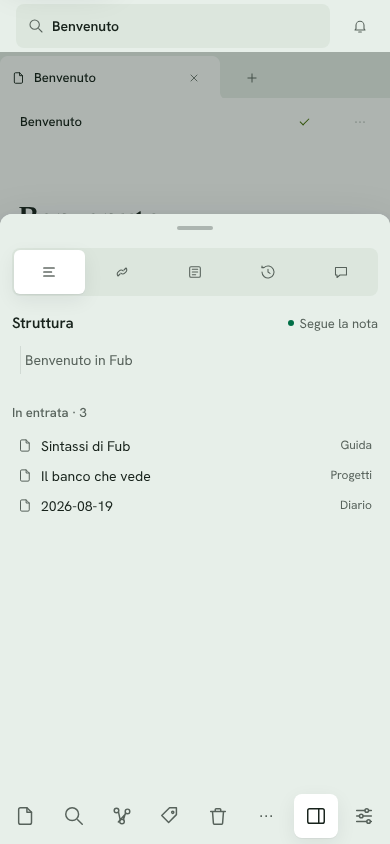 Benvenuto
Benvenuto
Benvenuto
Struttura
Segue la nota
Benvenuto in Fub
In entrata · 3
Sintassi di Fub
Guida
Il banco che vede
Progetti
2026-08-19
Diario